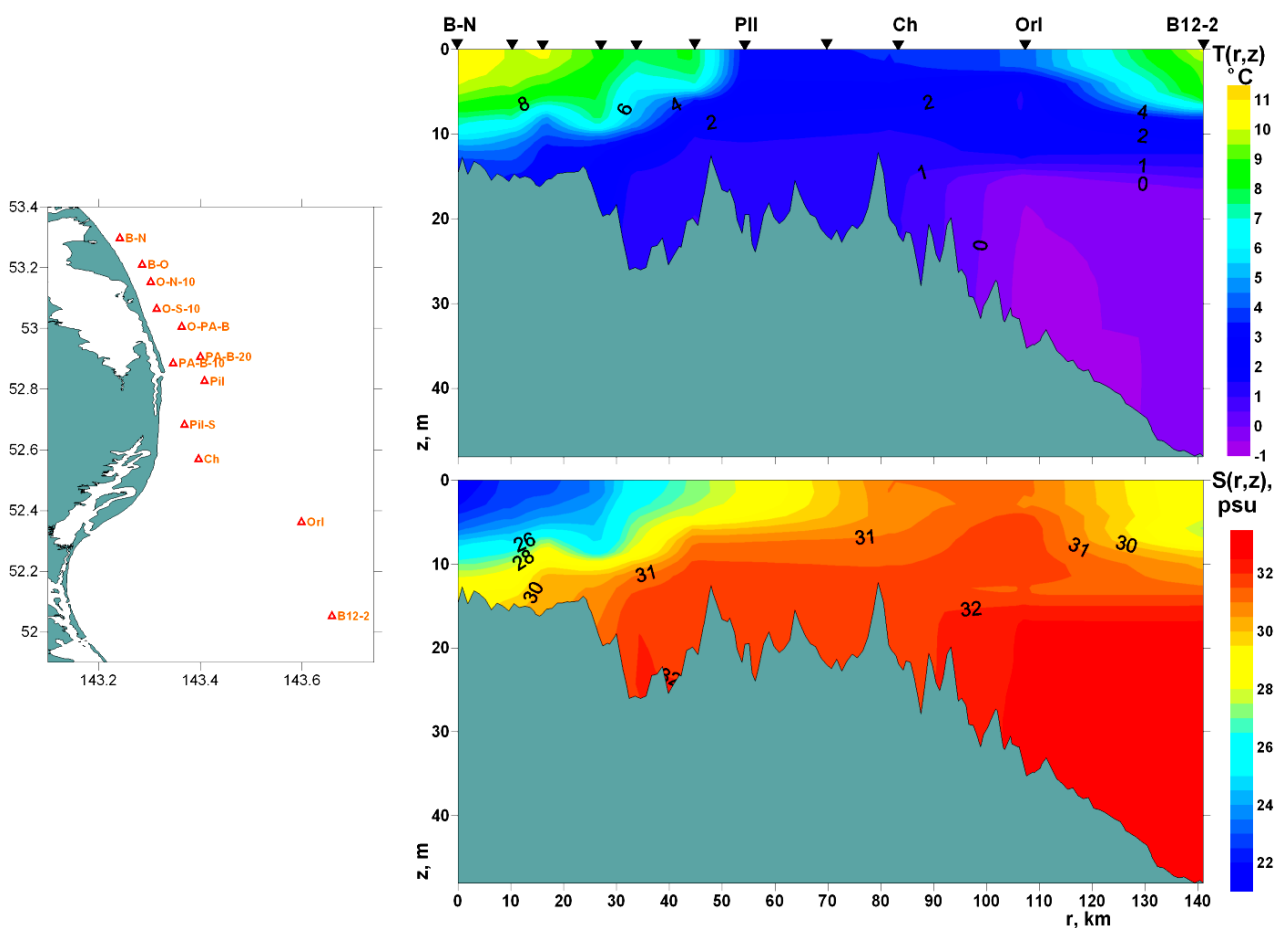 B-N Pil Ch Orl B12-2
0
10
20
30
40
z, m
8 6 4 2 2 4 2 1 1 0 0
T(r,z)
°C
11
10
9
8
7
6
5
4
3
2
1
0
-1
53.4
53.2
53
52.8
52.6
52.4
52.2
52
143.2 143.4 143.6
B-N
B-O
O-N-10
O-S-10
O-PA-B
PA-B-20
PA-B-10
Pil
Pil-S
Ch
Orl
B12-2
0
10
20
30
40
z, m
26
28
30
31
31
31
30
32
32
S(r,z),
psu
32
30
28
26
24
22
0 10 20 30 40 50 60 70 80 90 100 110 120 130 140
r, km